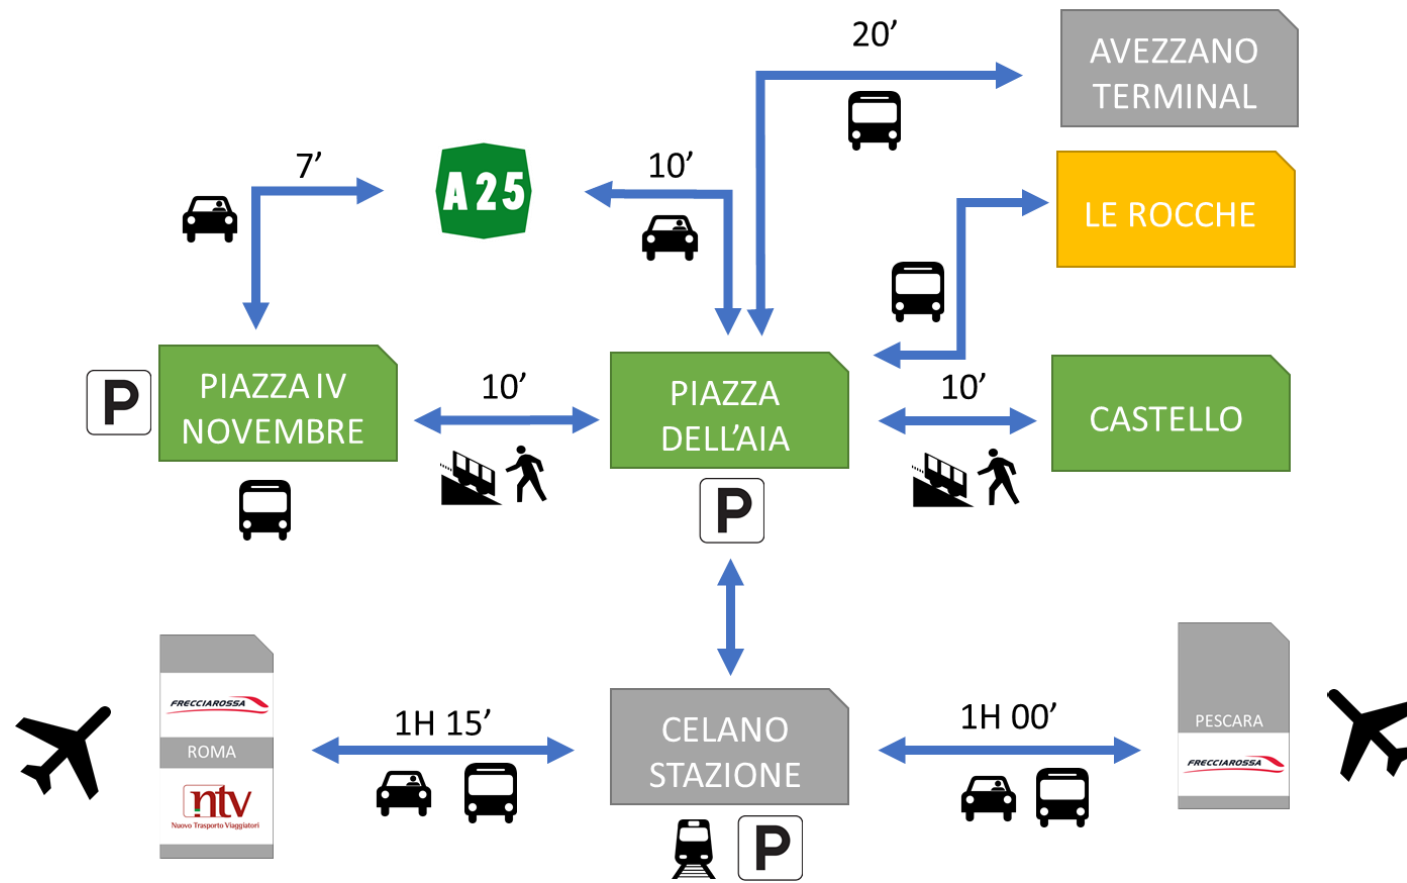 20’
AVEZZANO
TERMINAL
7’
A25
10’
LE ROCCHE
P
PIAZZA IV
NOVEMBRE
10’
PIAZZA
DELL’AIA
10’
CASTELLO
P
FRECCIAROSSA
ROMA
ntv
Nuovo Trasporto Viaggiatori
1H 15’
CELANO
STAZIONE
1H 00’
PESCARA
FRECCIAROSSA
P